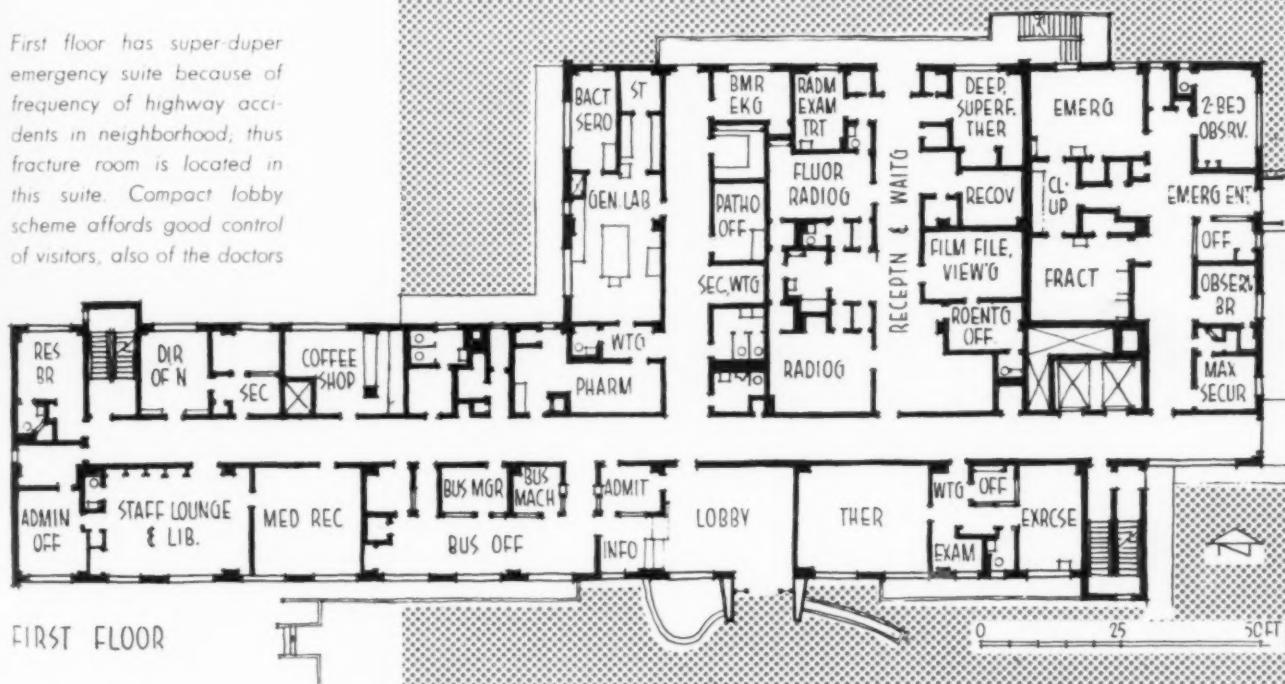 First floor has super-duper
emergency suite because of
frequency of highway acci-
dents in neighborhood; thus
fracture room is located in
this suite. Compact lobby
scheme affords good control
of visitors, also of the doctors
BACT
SERO
ST
BMR
EKG
RADM
EXAM
TRT
DEEP,
SUPERF.
THER
EMERG
2-BED
OBSRV.
GEN. LAB
PATHO
OFF
FLUOR
RADIOG
RECEPTN & WAITG
RECOV
CL-
UP
EMERG ENT.
OFF
SEC, WTG
FILM FILE,
VIEW'G
FRACT
OBSERV
BR
RES
BR
DIR
OF N
SEC
COFFEE
SHOP
WTG
PHARM
RADIOG
ROENTG
OFF.
MAX
SECUR
ADMIN
OFF
STAFF LOUNGE
& LIB.
MED REC
BUS MGR
BUS
MACH
ADMIT
BUS OFF
INFO
LOBBY
THER
WTG
OFF
EXAM
EXRCSE
FIRST FLOOR
0 25 50 FT